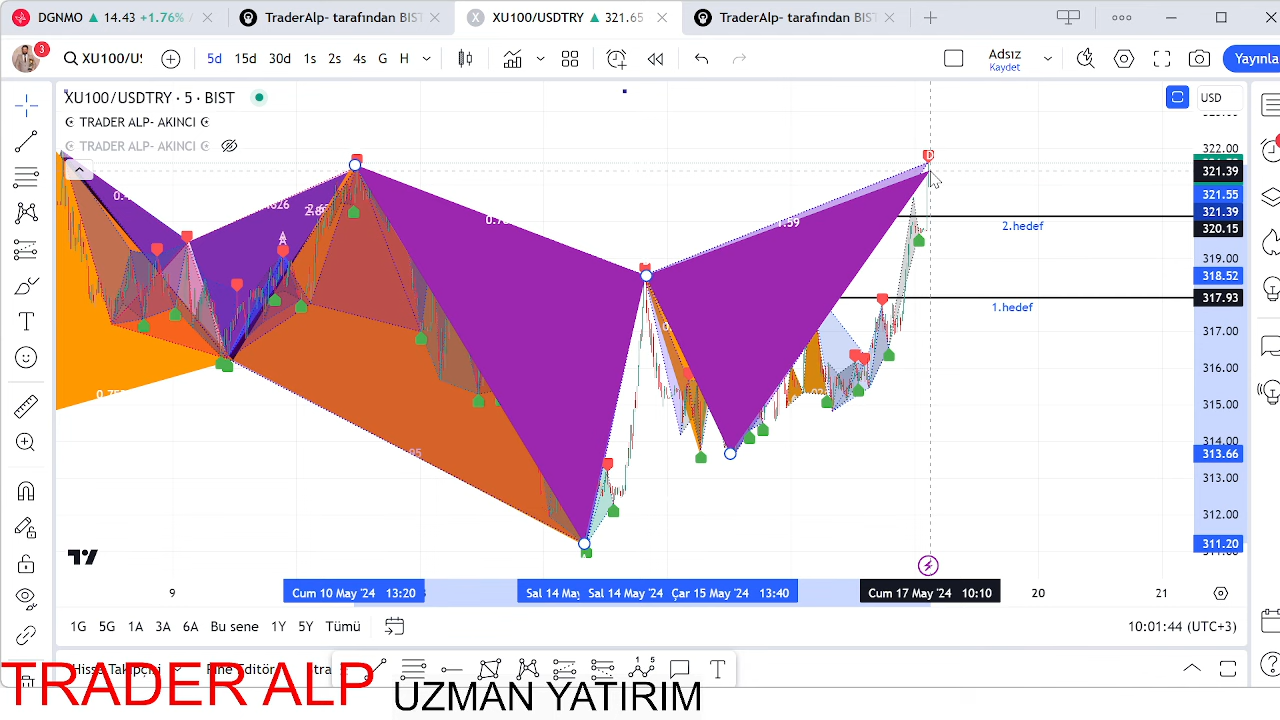 DGNMO ▲ 14.43 +1.76%
TraderAlp- tarafından BIST
XU100/USDTRY ▲ 321.65
TraderAlp- tarafından BIST
3
XU100/US
5d 15d 30d 1s 2s 4s G H
Adsız
Kaydet
Yayınla
XU100/USDTRY · 5 · BIST
TRADER ALP- AKINCI
TRADER ALP- AKINCI
USD
322.00
321.39
321.55
321.39
320.15
319.00
318.52
317.93
317.00
316.00
315.00
314.00
313.66
313.00
312.00
311.20
D
A
2.hedef
1.hedef
9
Cum 10 May '24 13:20
Sal 14 May
Sal 14 May '24
Çar 15 May '24 13:40
Cum 17 May '24 10:10
20
21
1G 5G 1A 3A 6A Bu sene 1Y 5Y Tümü
10:01:44 (UTC+3)
TRADER ALP
UZMAN YATIRIM